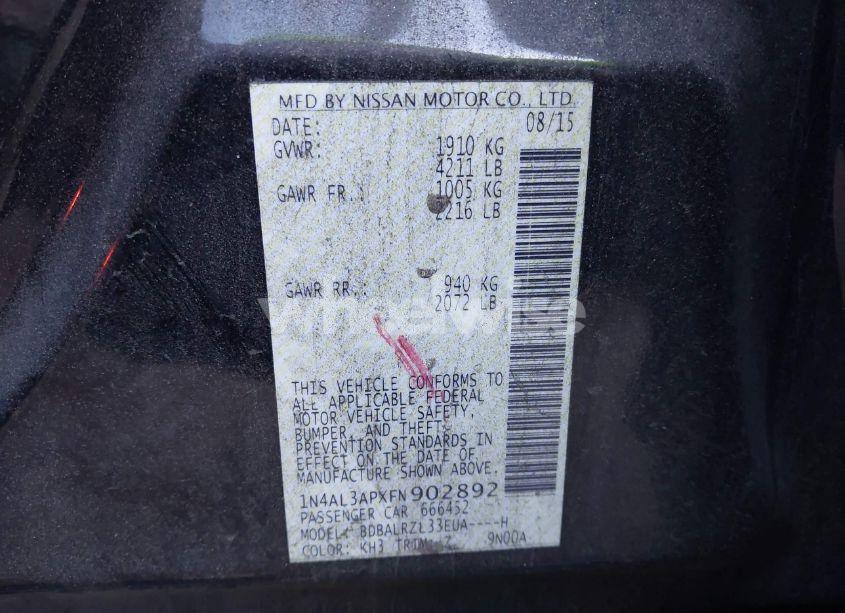 MFD BY NISSAN MOTOR CO., LTD.
DATE: 08/15
GVWR: 1910 KG
4211 LB
GAWR FR.: 1005 KG
2216 LB
GAWR RR.: 940 KG
2072 LB
wheelwise
THIS VEHICLE CONFORMS TO
ALL APPLICABLE FEDERAL
MOTOR VEHICLE SAFETY,
BUMPER, AND THEFT
PREVENTION STANDARDS IN
EFFECT ON THE DATE OF
MANUFACTURE SHOWN ABOVE.
1N4AL3APXFN902892
PASSENGER CAR 666452
MODEL: BDBALRZL33EUA----H
COLOR: KH3 TRIM: Z 9N00A